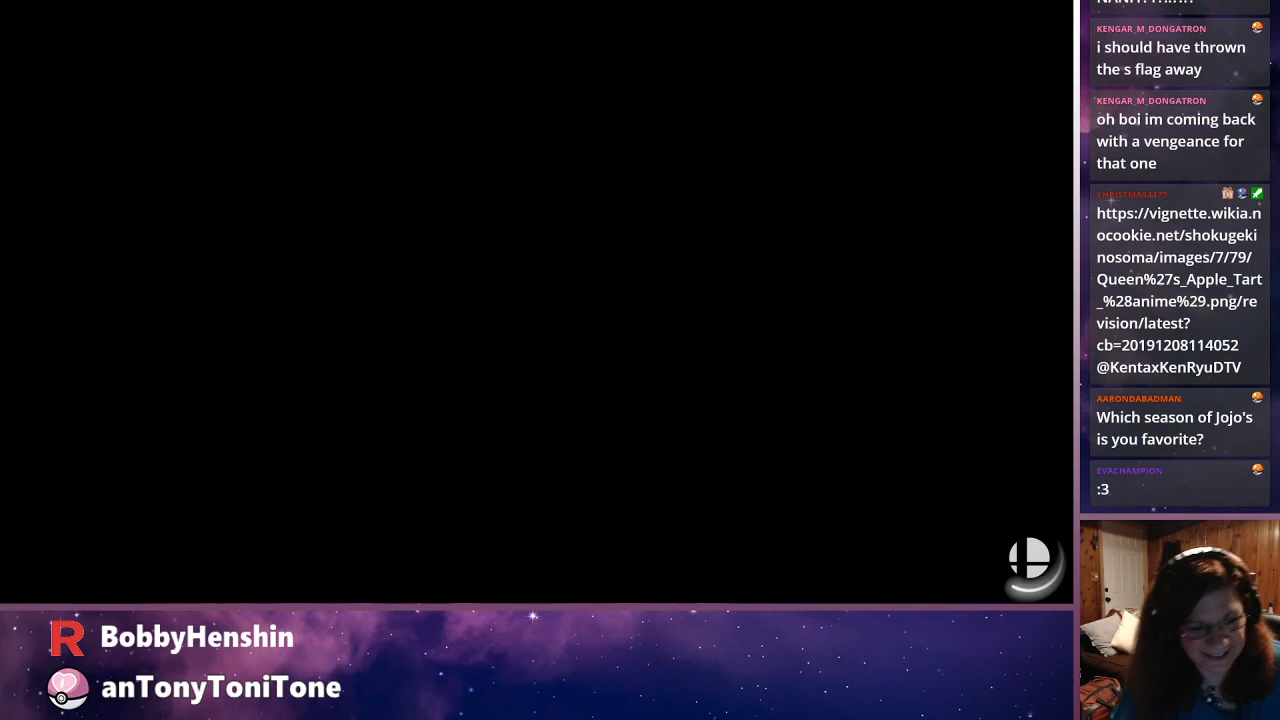 KENGAR_M_DONGATRON
i should have thrown
the s flag away
KENGAR_M_DONGATRON
oh boi im coming back
with a vengeance for
that one
CHRISTMAS4477
https://vignette.wikia.n
ocookie.net/shokugeki
nosoma/images/7/79/
Queen%27s_Apple_Tart
_%28anime%29.png/re
vision/latest?
cb=20191208114052
@KentaxKenRyuDTV
AARONDABADMAN
Which season of Jojo's
is you favorite?
EVACHAMPION
:3
R BobbyHenshin
anTonyToniTone